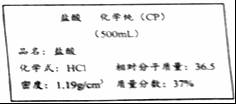 盐酸 化学纯(CP)
(500mL)
品名:盐酸
化学式:HCl 相对分子质量:36.5
密度:1.19g/cm³ 质量分数:37%